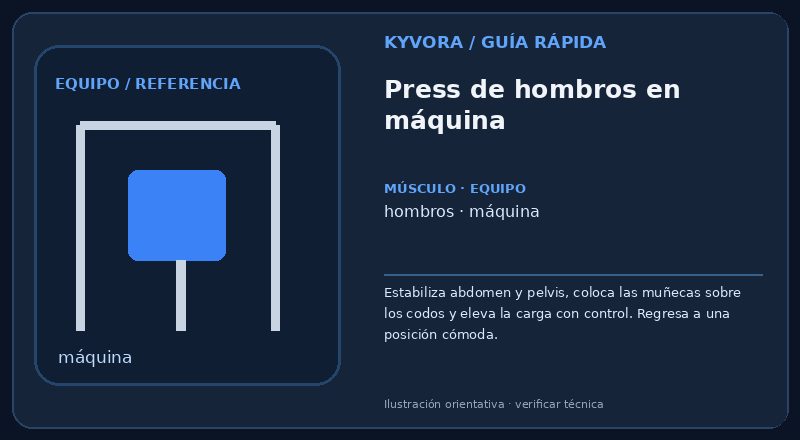 KYVORA / GUÍA RÁPIDA
EQUIPO / REFERENCIA
Press de hombros en
máquina
MÚSCULO · EQUIPO
hombros · máquina
Estabiliza abdomen y pelvis, coloca las muñecas sobre
los codos y eleva la carga con control. Regresa a una
posición cómoda.
máquina
Ilustración orientativa · verificar técnica